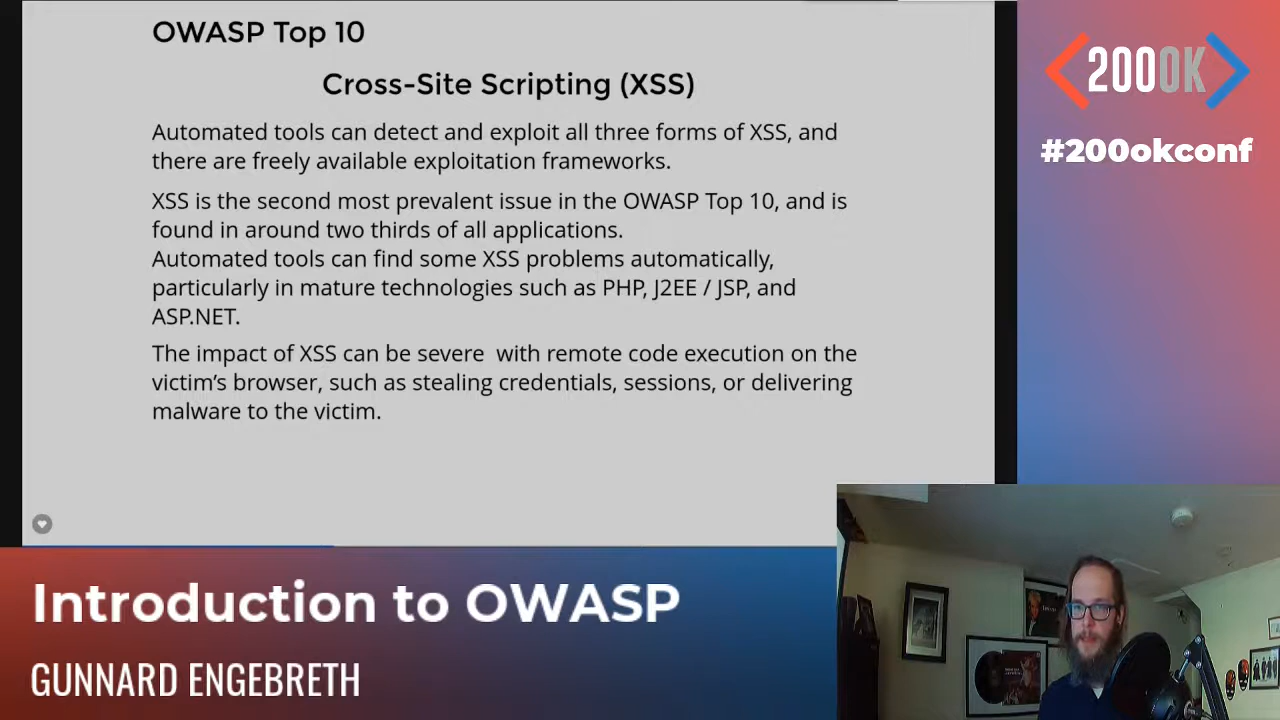 OWASP Top 10
Cross-Site Scripting (XSS)
Automated tools can detect and exploit all three forms of XSS, and
there are freely available exploitation frameworks.
XSS is the second most prevalent issue in the OWASP Top 10, and is
found in around two thirds of all applications.
Automated tools can find some XSS problems automatically,
particularly in mature technologies such as PHP, J2EE / JSP, and
ASP.NET.
The impact of XSS can be severe  with remote code execution on the
victim's browser, such as stealing credentials, sessions, or delivering
malware to the victim.
<200OK>
#200okconf
Introduction to OWASP
GUNNARD ENGEBRETH